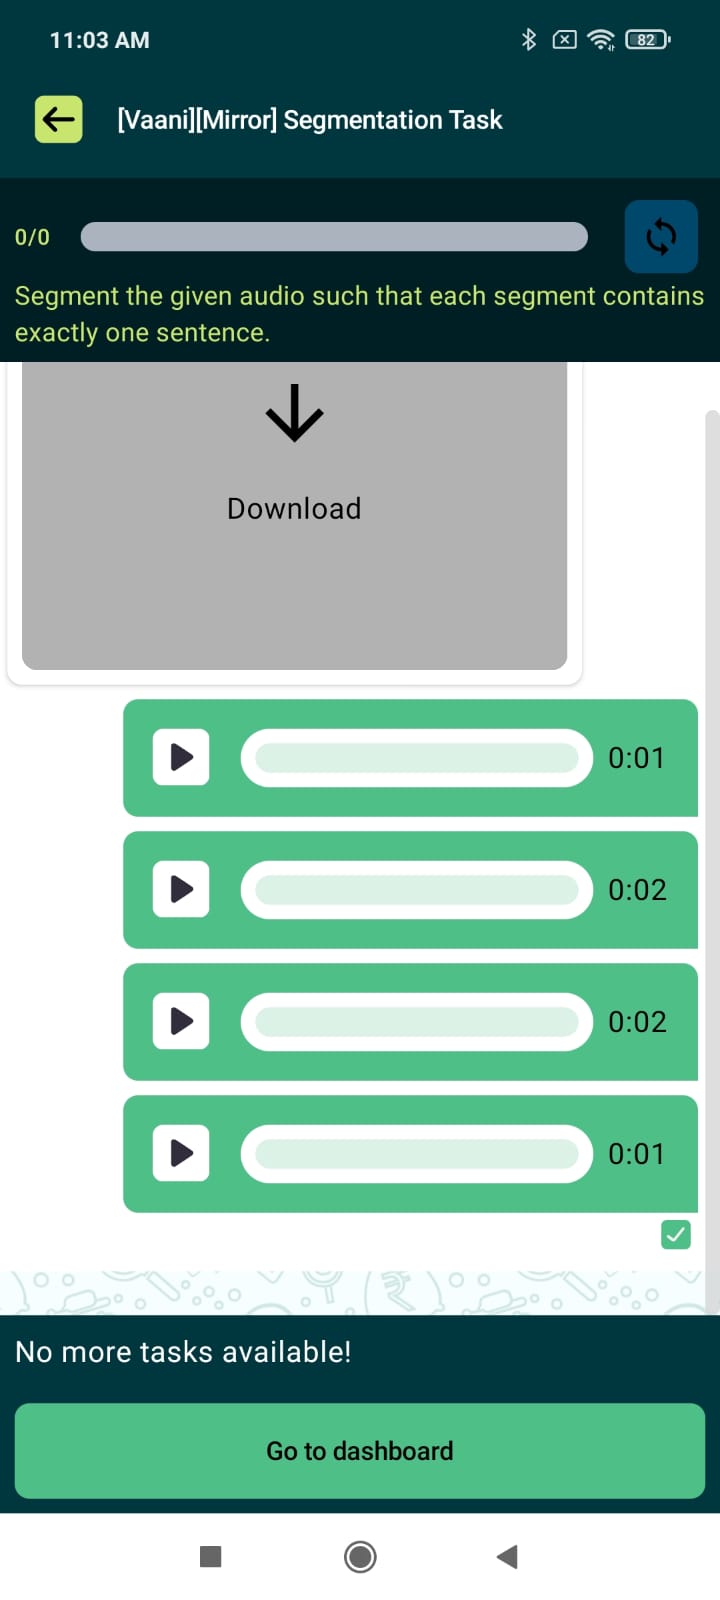 11:03 AM
82
[Vaani][Mirror] Segmentation Task
0/0
Segment the given audio such that each segment contains
exactly one sentence.
Download
0:01
0:02
0:02
0:01
No more tasks available!
Go to dashboard